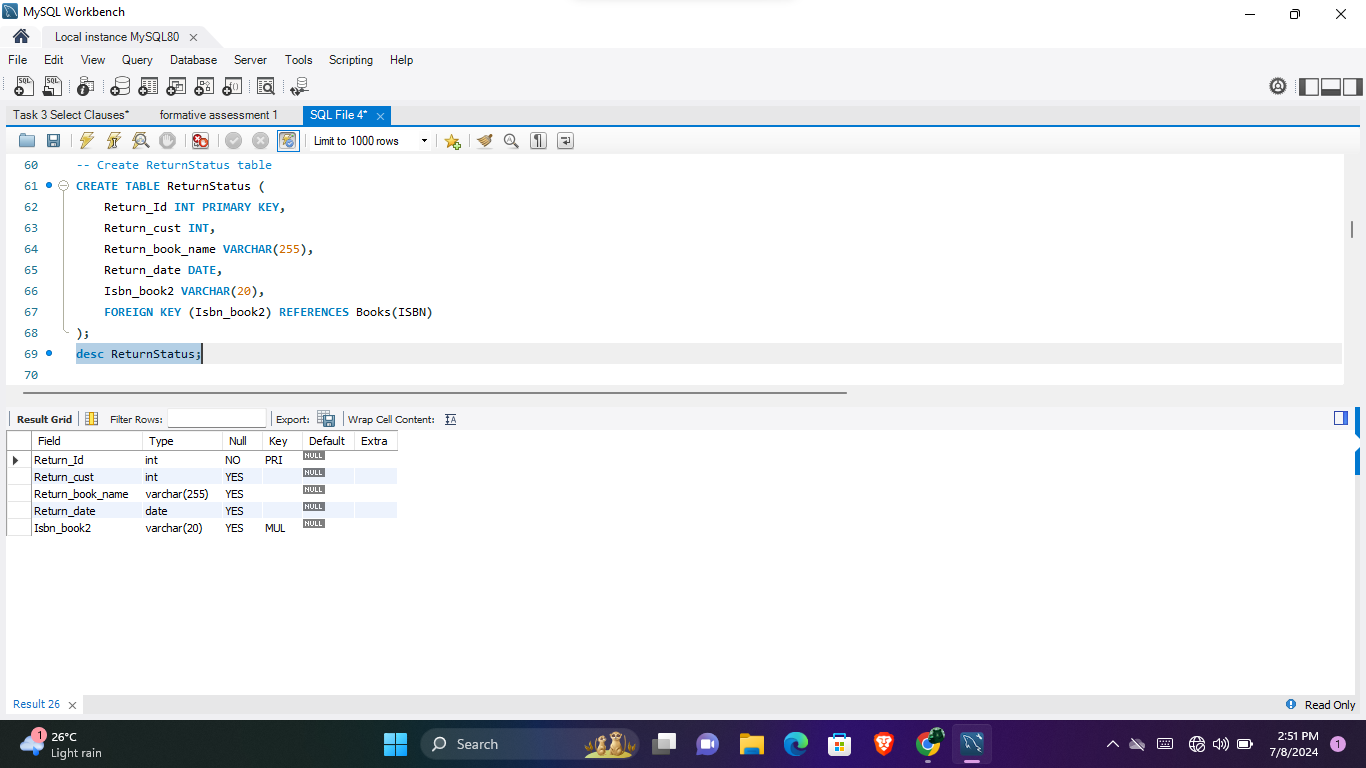 MySQL Workbench
Local instance MySQL80
File Edit View Query Database Server Tools Scripting Help
Task 3 Select Clauses* formative assessment 1 SQL File 4*
Limit to 1000 rows
60 -- Create ReturnStatus table
61 CREATE TABLE ReturnStatus (
62 Return_Id INT PRIMARY KEY,
63 Return_cust INT,
64 Return_book_name VARCHAR(255),
65 Return_date DATE,
66 Isbn_book2 VARCHAR(20),
67 FOREIGN KEY (Isbn_book2) REFERENCES Books(ISBN)
68 );
69 desc ReturnStatus;
70
Result Grid Filter Rows: Export: Wrap Cell Content:
Field Type Null Key Default Extra
Return_Id int NO PRI NULL
Return_cust int YES NULL
Return_book_name varchar(255) YES NULL
Return_date date YES NULL
Isbn_book2 varchar(20) YES MUL NULL
Result 26 Read Only
1 26°C
Light rain
Search
2:51 PM
7/8/2024
1